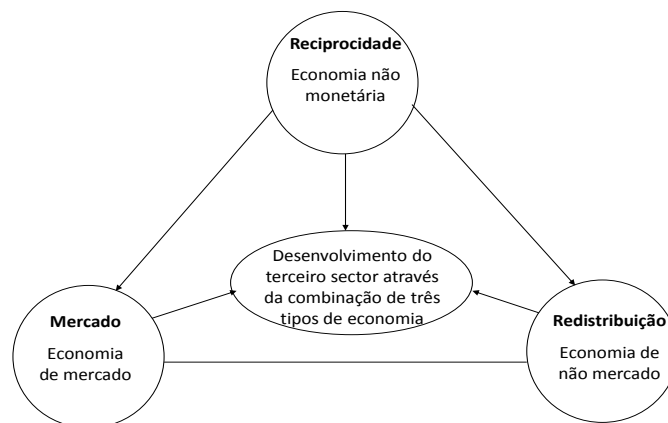 Reciprocidade
Economia não
monetária
Desenvolvimento do
terceiro sector através
da combinação de três
tipos de economia
Mercado
Economia
de mercado
Redistribuição
Economia de
não mercado